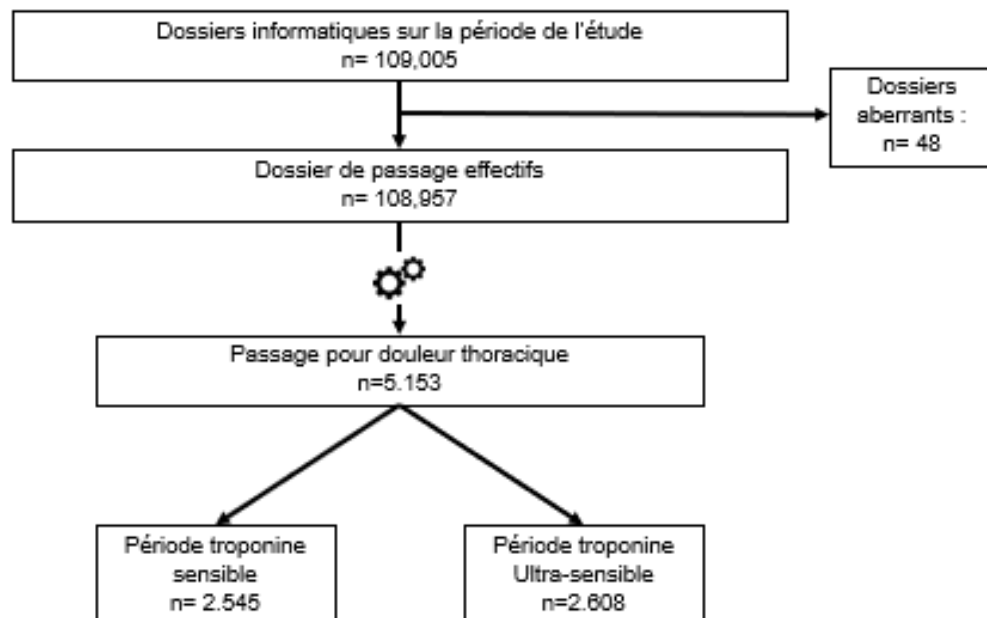 Dossiers informatiques sur la période de l'étude
n= 109,005
Dossiers
aberrants :
n= 48
Dossier de passage effectifs
n= 108,957
Passage pour douleur thoracique
n=5.153
Période troponine
sensible
n= 2.545
Période troponine
Ultra-sensible
n=2.608